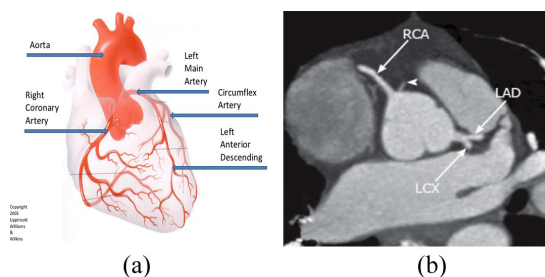 Aorta
Left
Main
Artery
Right
Coronary
Artery
Circumflex
Artery
Left
Anterior
Descending
Copyright
2005
Lippincott
Williams
&
Wilkins
(a)
RCA
LAD
LCX
(b)